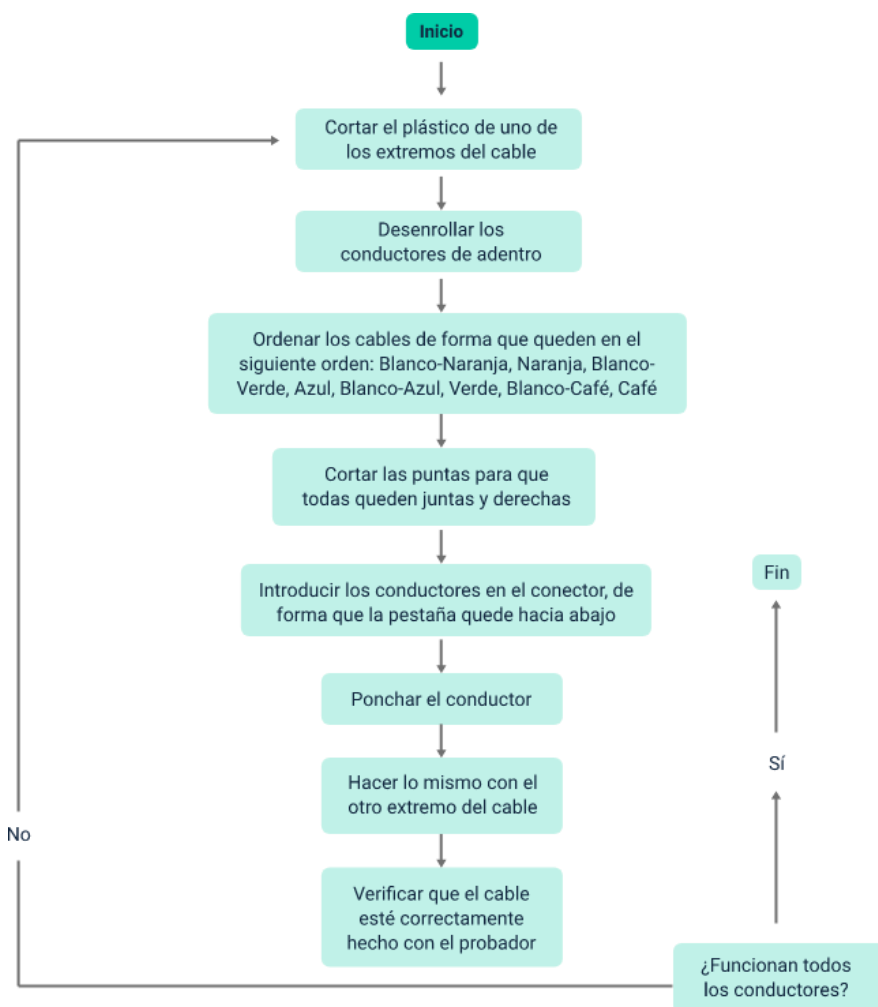 Inicio
Cortar el plástico de uno de
los extremos del cable
Desenrollar los
conductores de adentro
Ordenar los cables de forma que queden en el
siguiente orden: Blanco-Naranja, Naranja, Blanco-
Verde, Azul, Blanco-Azul, Verde, Blanco-Café, Café
Cortar las puntas para que
todas queden juntas y derechas
Introducir los conductores en el conector, de
forma que la pestaña quede hacia abajo
Ponchar el conductor
Hacer lo mismo con el
otro extremo del cable
Verificar que el cable
esté correctamente
hecho con el probador
¿Funcionan todos
los conductores?
No
Sí
Fin